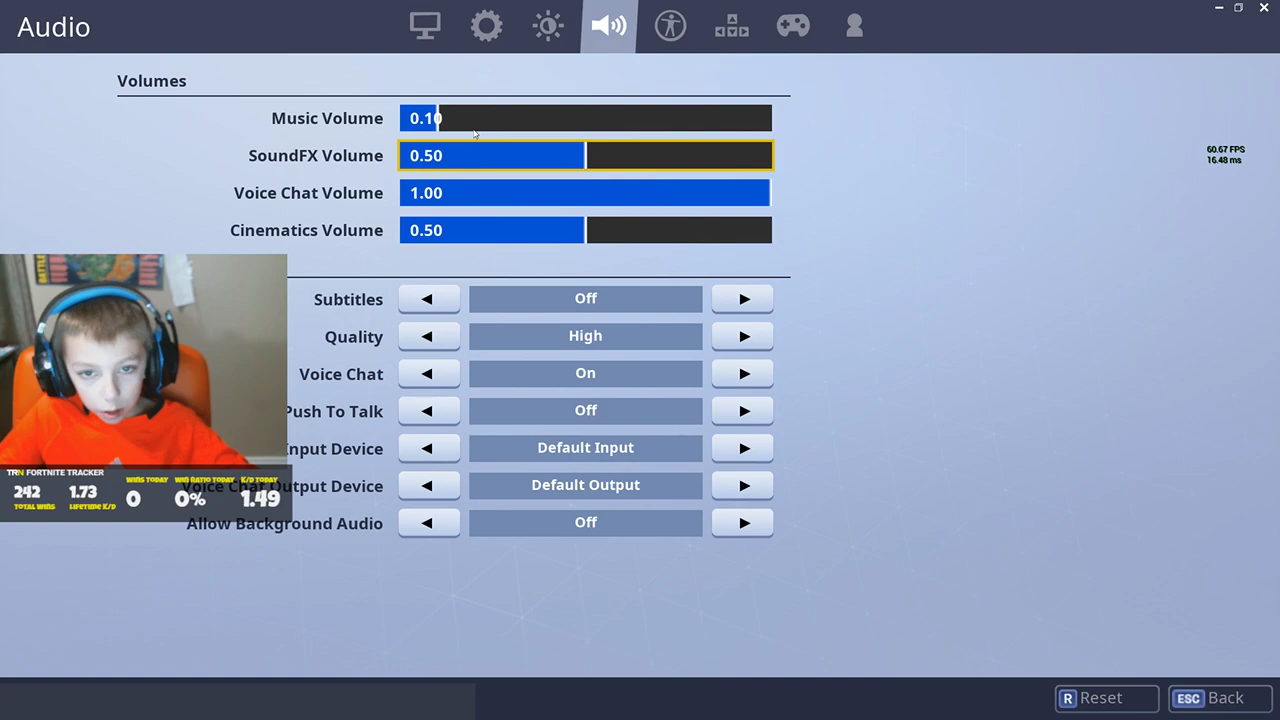 Audio
Volumes
Music Volume 0.10
SoundFX Volume 0.50
Voice Chat Volume 1.00
Cinematics Volume 0.50
60.67 FPS
16.48 ms
Subtitles Off
Quality High
Voice Chat On
Push To Talk Off
Input Device Default Input
Voice Chat Output Device Default Output
Allow Background Audio Off
TRN FORTNITE TRACKER
242 TOTAL WINS
1.73 LIFETIME K/D
WINS TODAY 0
WIN RATIO TODAY 0%
K/D TODAY 1.49
R Reset
ESC Back